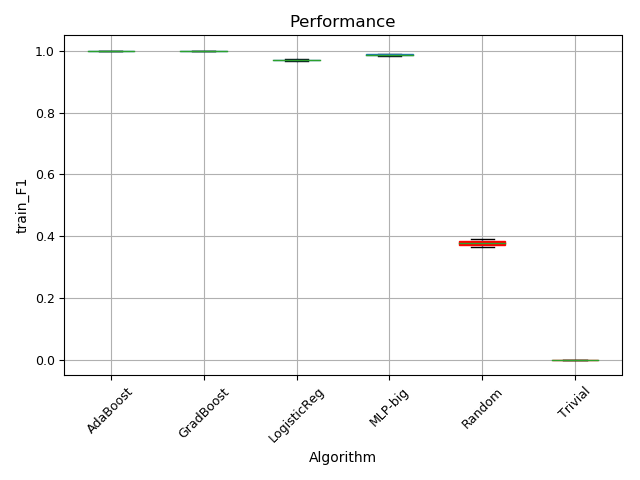 Performance
1.0
0.8
0.6
0.4
0.2
0.0
train_F1
AdaBoost
GradBoost
LogisticReg
MLP-big
Random
Trivial
Algorithm